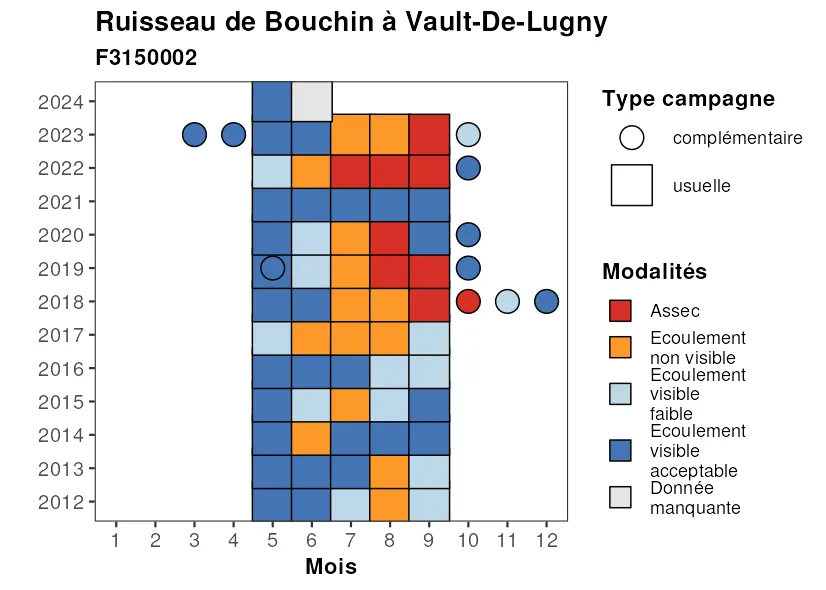 Ruisseau de Bouchin à Vault-De-Lugny
F3150002
2024
2023
2022
2021
2020
2019
2018
2017
2016
2015
2014
2013
2012
1 2 3 4 5 6 7 8 9 10 11 12
Mois
Type campagne
complémentaire
usuelle
Modalités
Assec
Ecoulement
non visible
Ecoulement
visible
faible
Ecoulement
visible
acceptable
Donnée
manquante